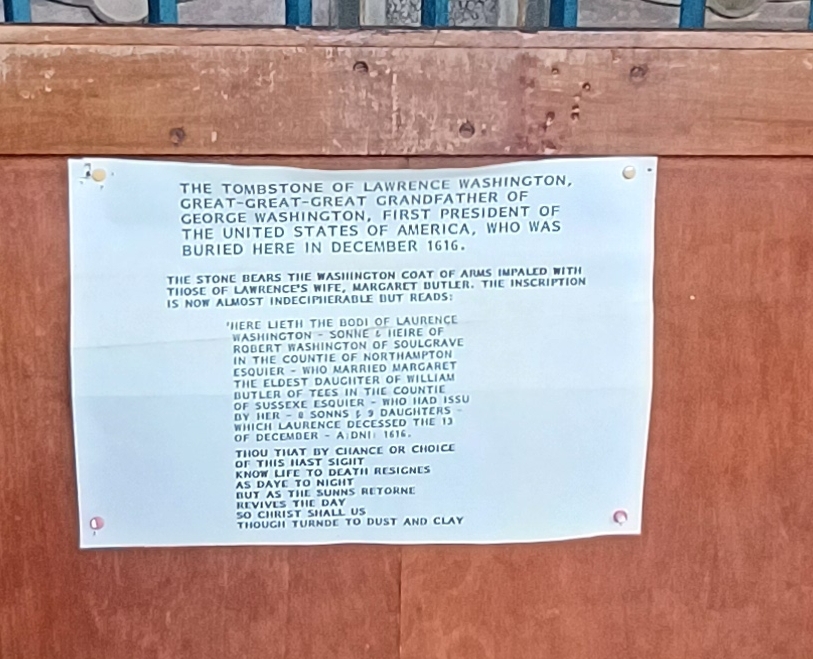 THE TOMBSTONE OF LAWRENCE WASHINGTON,
GREAT-GREAT-GREAT GRANDFATHER OF
GEORGE WASHINGTON, FIRST PRESIDENT OF
THE UNITED STATES OF AMERICA, WHO WAS
BURIED HERE IN DECEMBER 1616.
THE STONE BEARS THE WASHINGTON COAT OF ARMS IMPALED WITH
THOSE OF LAWRENCE'S WIFE, MARGARET BUTLER. THE INSCRIPTION
IS NOW ALMOST INDECIPHERABLE BUT READS:
'HERE LIETH THE BODI OF LAURENCE
WASHINGTON - SONNE & HEIRE OF
ROBERT WASHINGTON OF SOULGRAVE
IN THE COUNTIE OF NORTHAMPTON
ESQUIER - WHO MARRIED MARGARET
THE ELDEST DAUGHTER OF WILLIAM
BUTLER OF TEES IN THE COUNTIE
OF SUSSEXE ESQUIER - WHO HAD ISSU
BY HER - 8 SONNS & 9 DAUGHTERS -
WHICH LAURENCE DECESSED THE 13
OF DECEMBER - A:DNI: 1616.
THOU THAT BY CHANCE OR CHOICE
OF THIS HAST SIGHT
KNOW LIFE TO DEATH RESIGNES
AS DAYE TO NIGHT
BUT AS THE SUNNS RETORNE
REVIVES THE DAY
SO CHRIST SHALL US
THOUGH TURNDE TO DUST AND CLAY